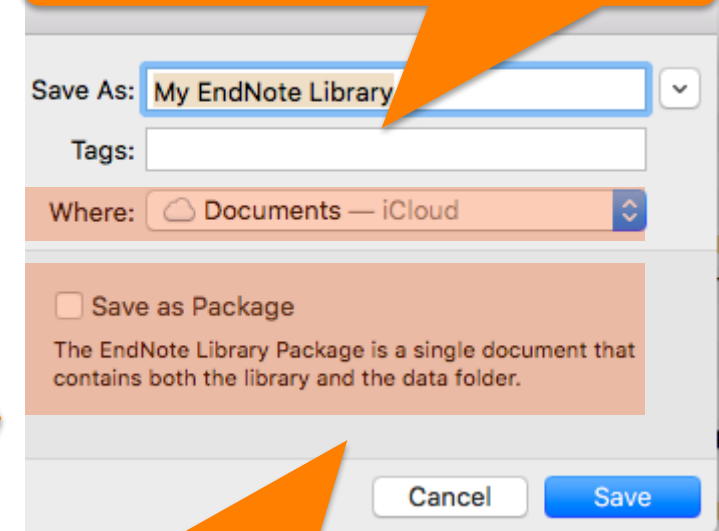 Save As: My EndNote Library
Tags:
Where: Documents — iCloud
Save as Package
The EndNote Library Package is a single document that
contains both the library and the data folder.
Cancel Save